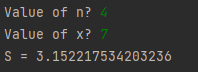 Value of n? 4
Value of x? 7
S = 3.152217534203236